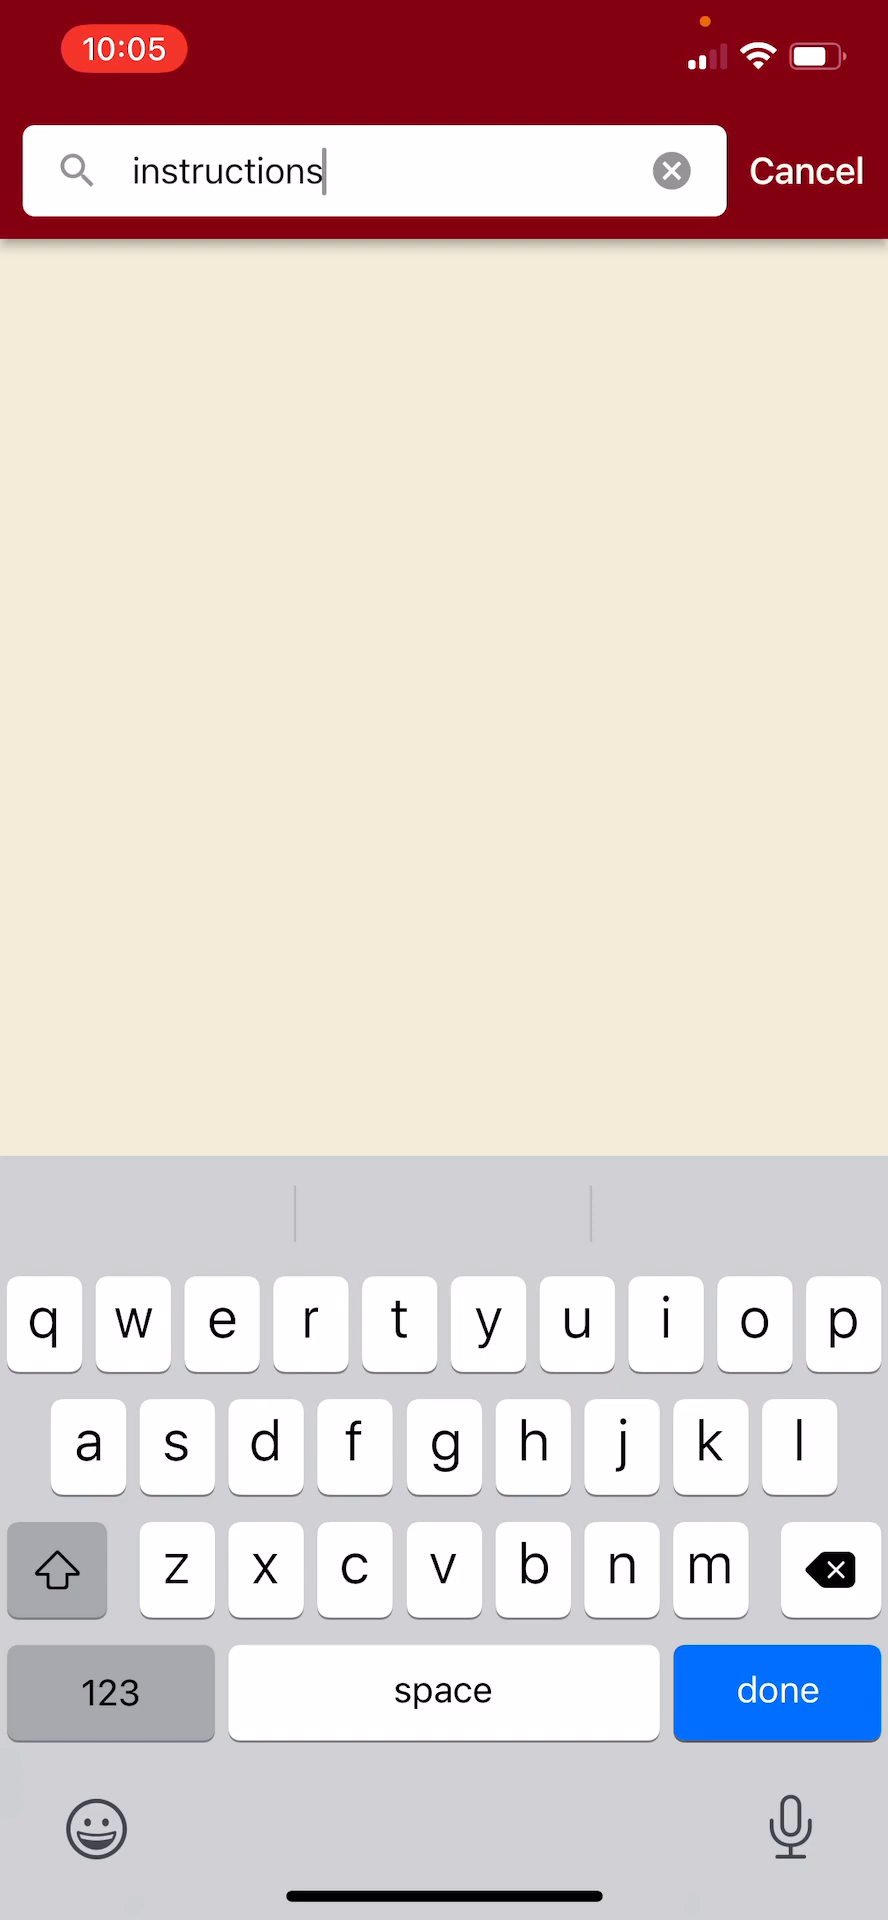 10:05
instructions
Cancel
q w e r t y u i o p
a s d f g h j k l
z x c v b n m
123 space done